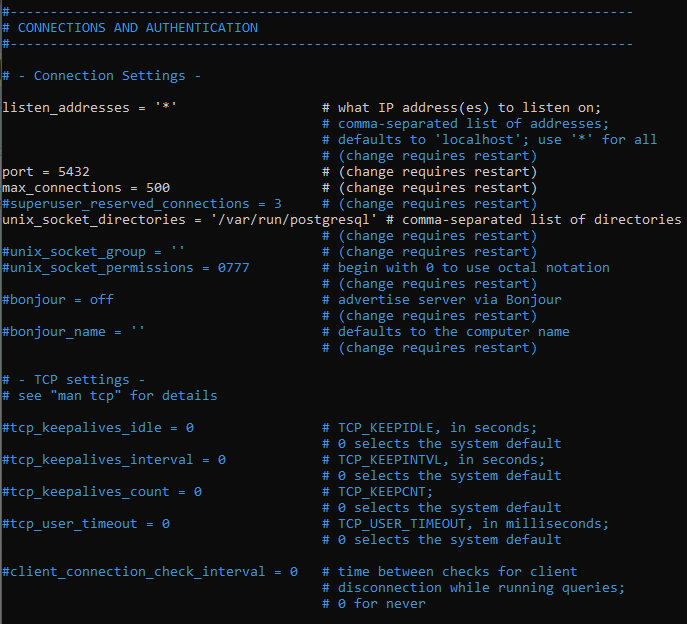 #------------------------------------------------------------------------------
# CONNECTIONS AND AUTHENTICATION
#------------------------------------------------------------------------------

# - Connection Settings -

listen_addresses = '*'                  # what IP address(es) to listen on;
                                        # comma-separated list of addresses;
                                        # defaults to 'localhost'; use '*' for all
                                        # (change requires restart)
port = 5432                             # (change requires restart)
max_connections = 500                   # (change requires restart)
#superuser_reserved_connections = 3     # (change requires restart)
unix_socket_directories = '/var/run/postgresql' # comma-separated list of directories
                                        # (change requires restart)
#unix_socket_group = ''                 # (change requires restart)
#unix_socket_permissions = 0777         # begin with 0 to use octal notation
                                        # (change requires restart)
#bonjour = off                          # advertise server via Bonjour
                                        # (change requires restart)
#bonjour_name = ''                      # defaults to the computer name
                                        # (change requires restart)

# - TCP settings -
# see "man tcp" for details

#tcp_keepalives_idle = 0                # TCP_KEEPIDLE, in seconds;
                                        # 0 selects the system default
#tcp_keepalives_interval = 0            # TCP_KEEPINTVL, in seconds;
                                        # 0 selects the system default
#tcp_keepalives_count = 0               # TCP_KEEPCNT;
                                        # 0 selects the system default
#tcp_user_timeout = 0                   # TCP_USER_TIMEOUT, in milliseconds;
                                        # 0 selects the system default

#client_connection_check_interval = 0   # time between checks for client
                                        # disconnection while running queries;
                                        # 0 for never